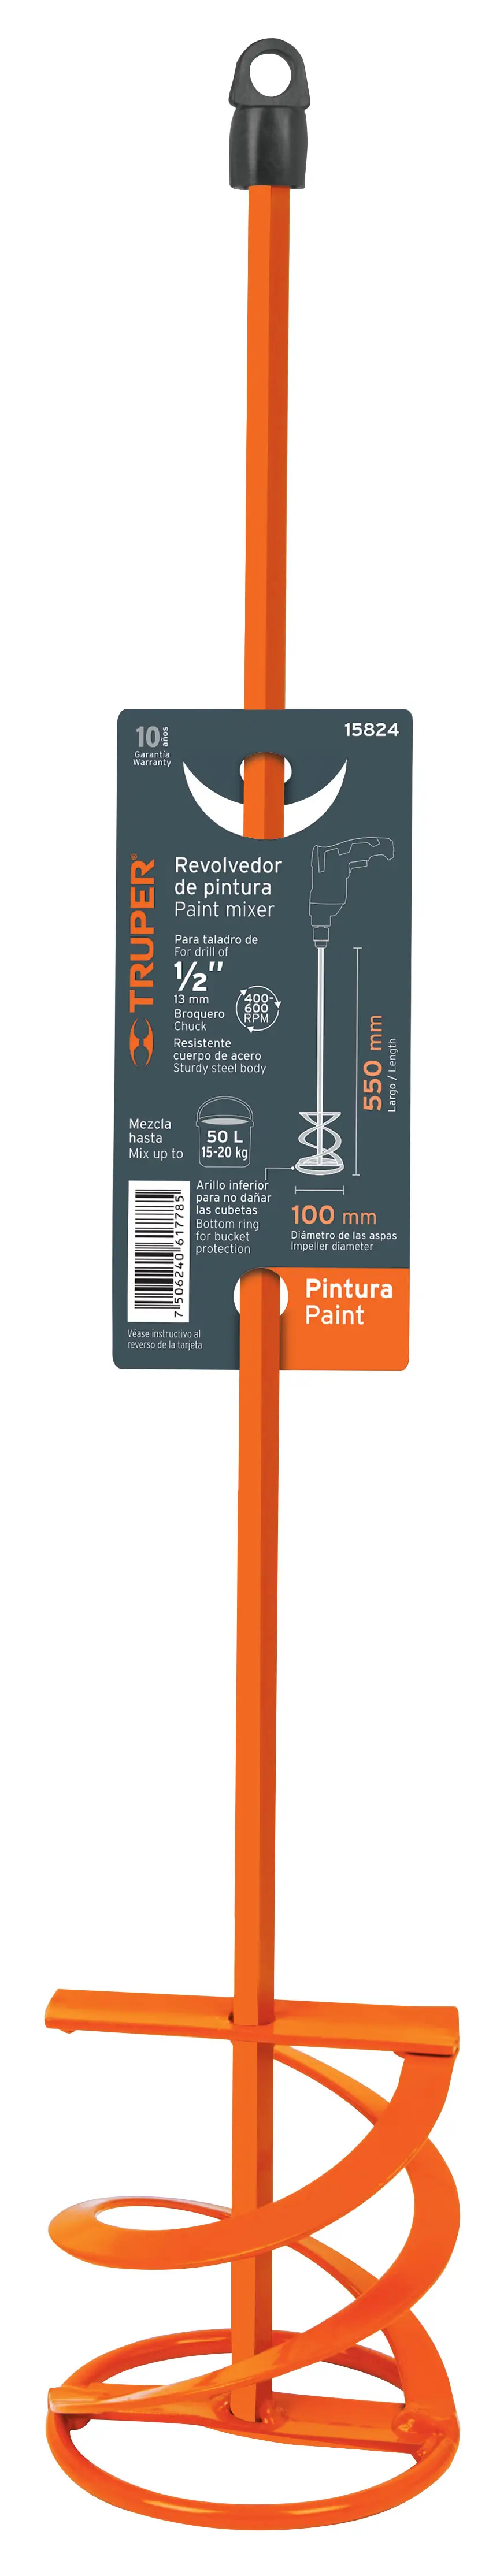 10 años
Garantía
Warranty
15824
TRUPER®
Revolvedor
de pintura
Paint mixer
Para taladro de
For drill of
1/2"
13 mm
Broquero
Chuck
400-
600
RPM
Resistente
cuerpo de acero
Sturdy steel body
550 mm
Largo / Length
Mezcla
hasta
Mix up to
50 L
15-20 kg
Arillo inferior
para no dañar
las cubetas
Bottom ring
for bucket
protection
100 mm
Diámetro de las aspas
Impeller diameter
7 506240 617785
Véase instructivo al
reverso de la tarjeta
Pintura
Paint